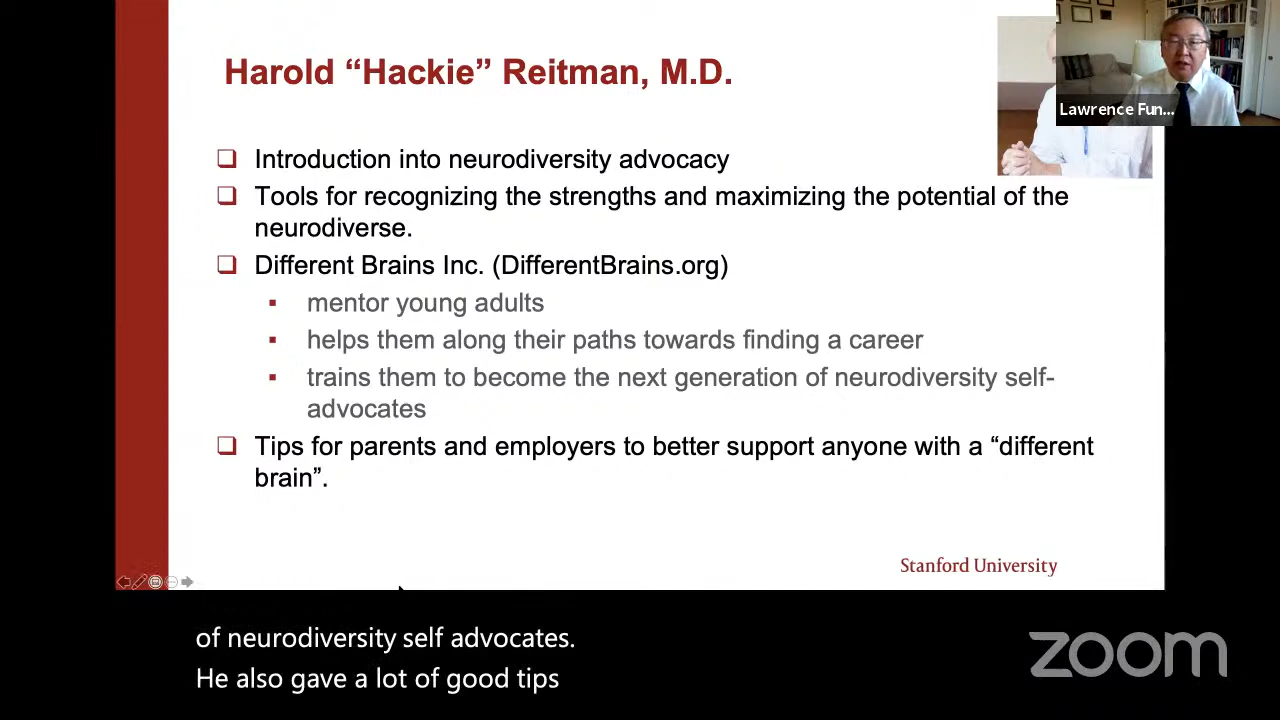 Harold “Hackie” Reitman, M.D.
Lawrence Fun...
Introduction into neurodiversity advocacy
Tools for recognizing the strengths and maximizing the potential of the
neurodiverse.
Different Brains Inc. (DifferentBrains.org)
mentor young adults
helps them along their paths towards finding a career
trains them to become the next generation of neurodiversity self-
advocates
Tips for parents and employers to better support anyone with a “different
brain”.
Stanford University
of neurodiversity self advocates.
He also gave a lot of good tips
zoom